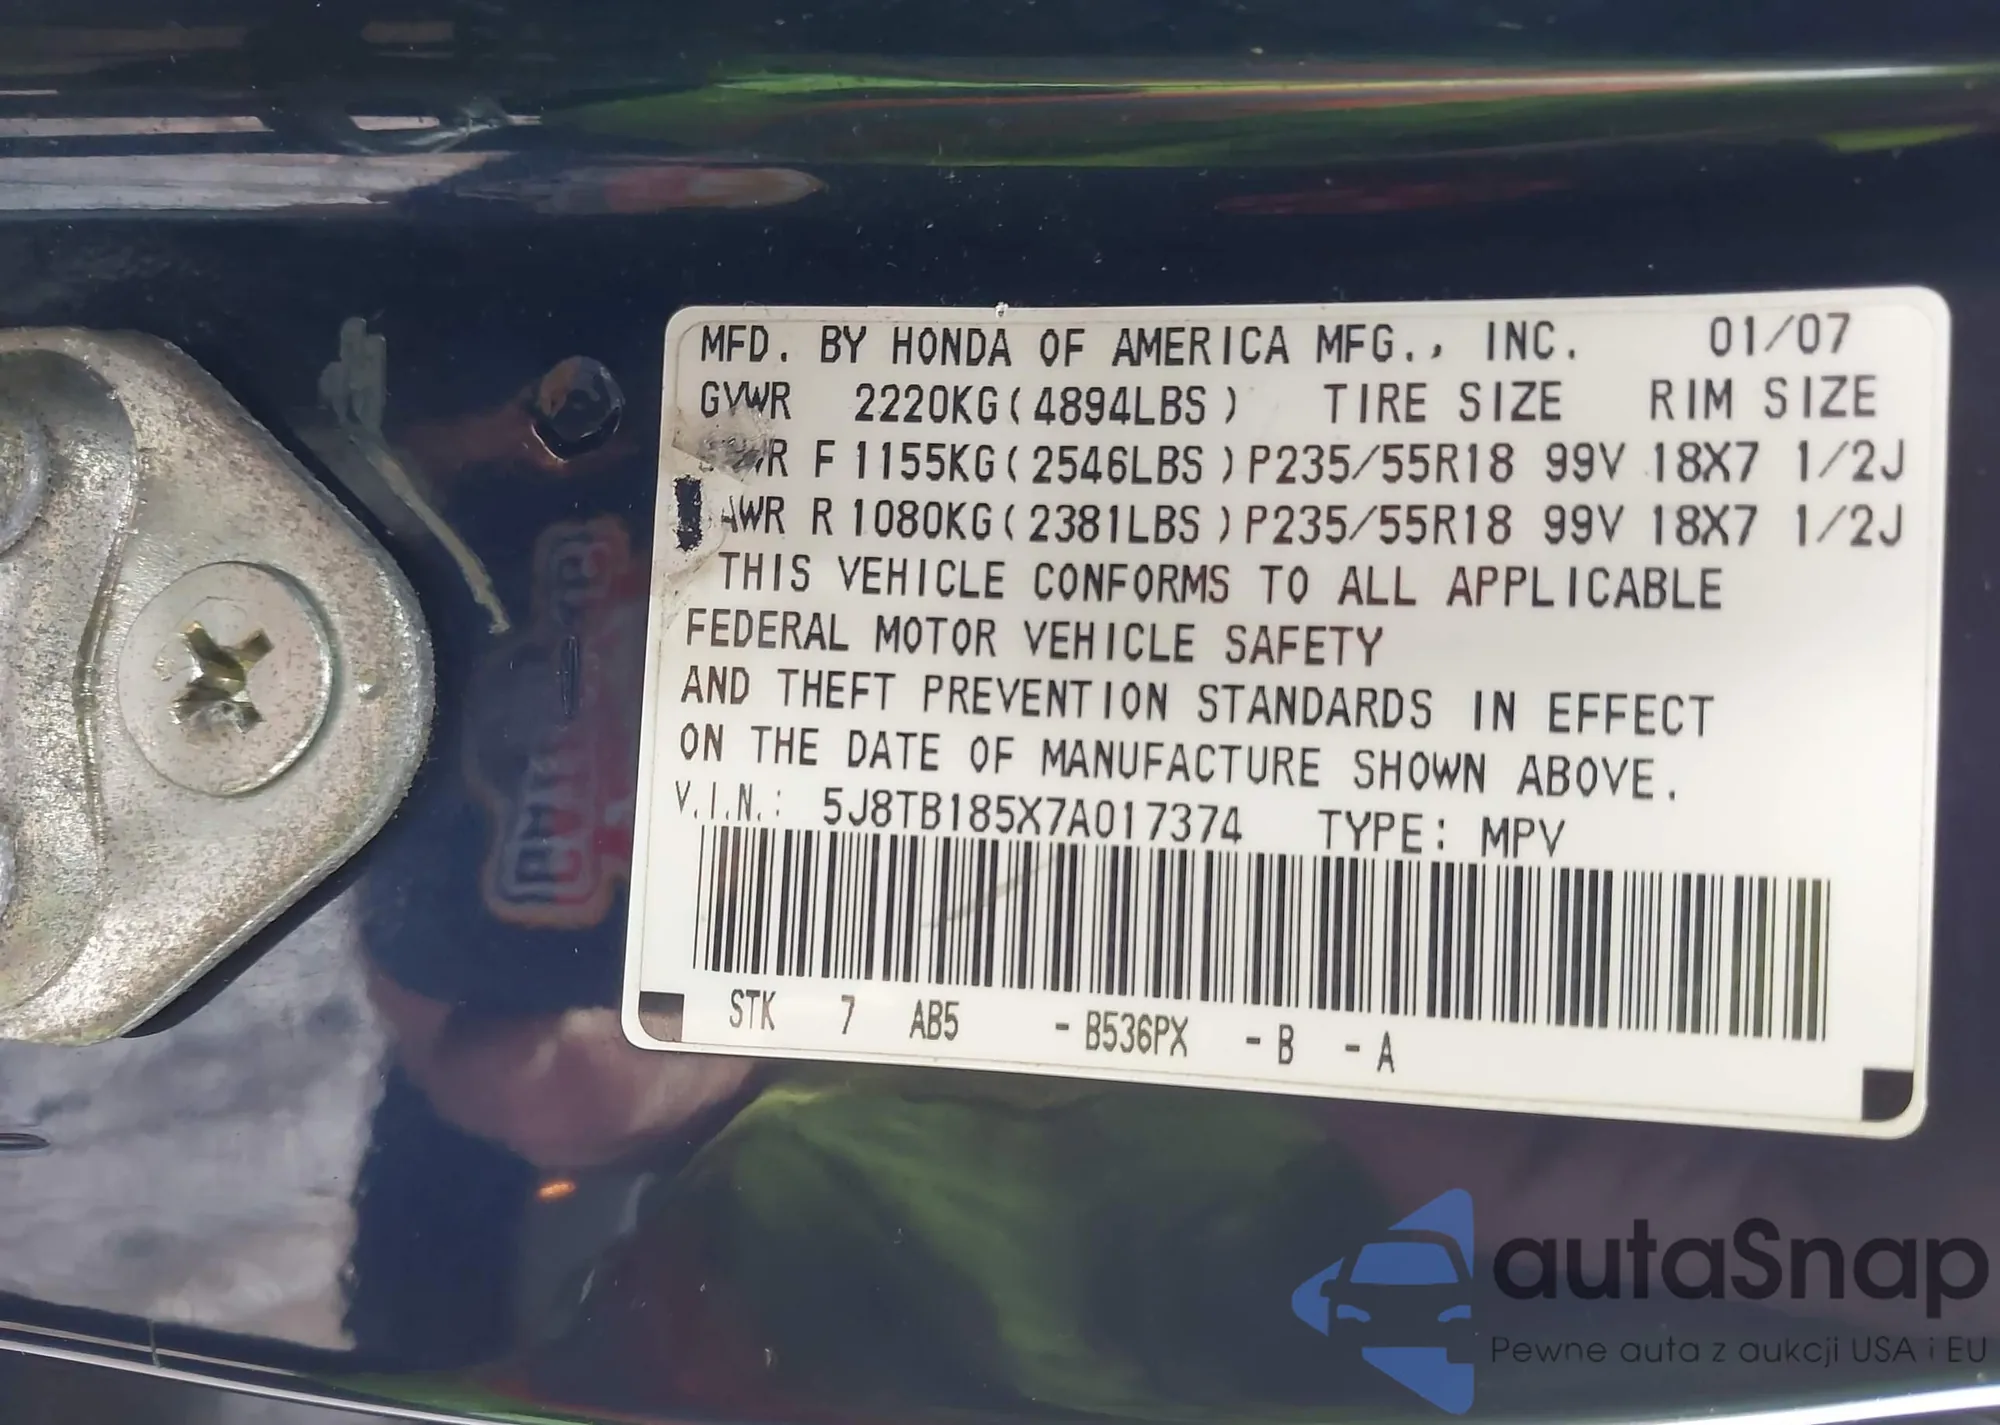 MFD. BY HONDA OF AMERICA MFG., INC. 01/07
GVWR 2220KG(4894LBS) TIRE SIZE RIM SIZE
F 1155KG(2546LBS)P235/55R18 99V 18X7 1/2J
R 1080KG(2381LBS)P235/55R18 99V 18X7 1/2J
THIS VEHICLE CONFORMS TO ALL APPLICABLE
FEDERAL MOTOR VEHICLE SAFETY
AND THEFT PREVENTION STANDARDS IN EFFECT
ON THE DATE OF MANUFACTURE SHOWN ABOVE.
V.I.N.: 5J8TB185X7A017374 TYPE: MPV
STK 7 AB5 -B536PX -B -A
autaSnap
Pewne auta z aukcji USA i EU